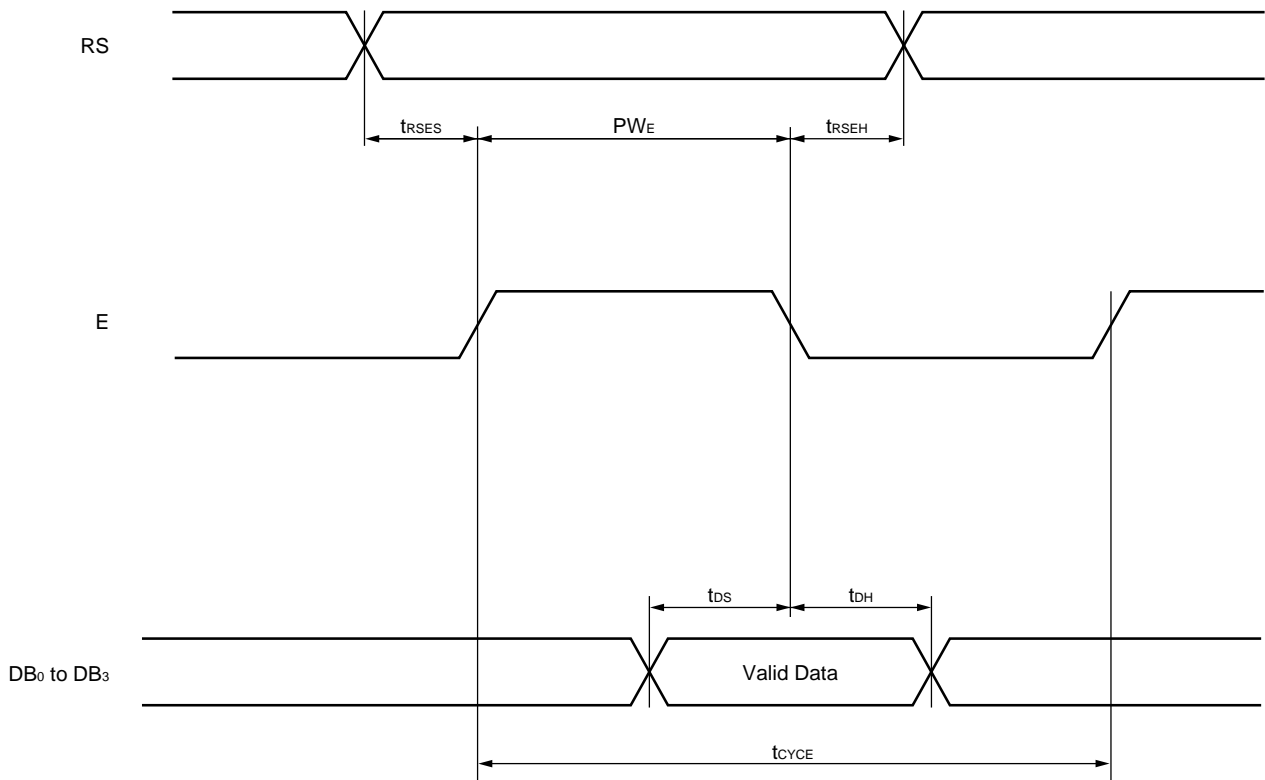 RS
tRSES
PWE
tRSEH
E
tDS
tDH
DB0 to DB3
Valid Data
tCYCE